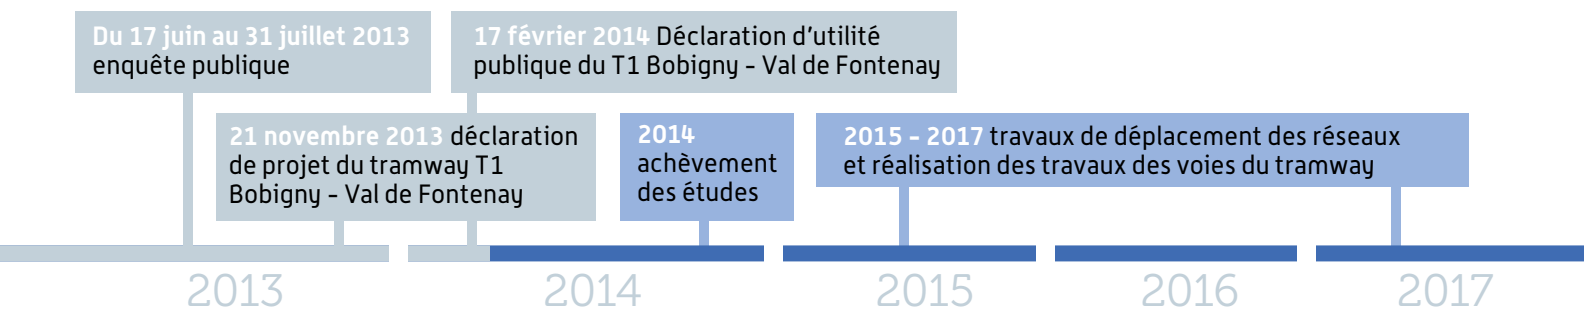 Du 17 juin au 31 juillet 2013
enquête publique
17 février 2014 Déclaration d’utilité
publique du T1 Bobigny - Val de Fontenay
21 novembre 2013 déclaration
de projet du tramway T1
Bobigny - Val de Fontenay
2014
achèvement
des études
2015 - 2017 travaux de déplacement des réseaux
et réalisation des travaux des voies du tramway
2013
2014
2015
2016
2017